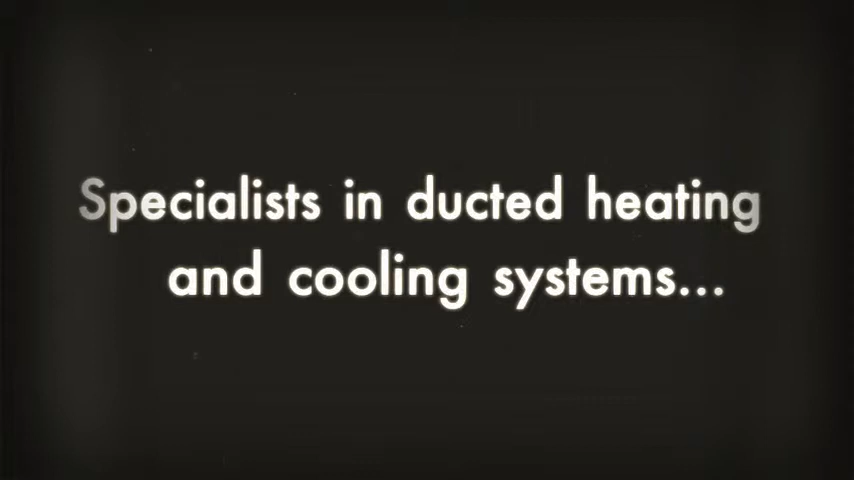 Specialists in ducted heating
and cooling systems...